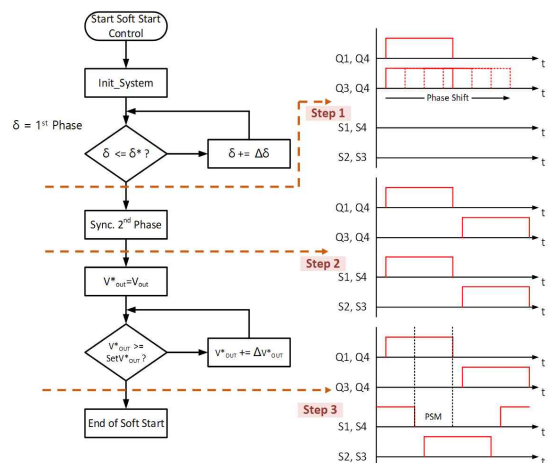 Start Soft Start
Control
Init_System
δ = 1st Phase
δ <= δ* ?
δ += Δδ
Sync. 2nd Phase
V*out=Vout
V*OUT >=
SetV*OUT ?
V*OUT += ΔV*OUT
End of Soft Start
Step 1
Step 2
Step 3
Q1, Q4
t
Q3, Q4
t
Phase Shift
S1, S4
t
S2, S3
t
Q1, Q4
t
Q3, Q4
t
S1, S4
t
S2, S3
t
Q1, Q4
t
Q3, Q4
t
PSM
S1, S4
t
S2, S3
t